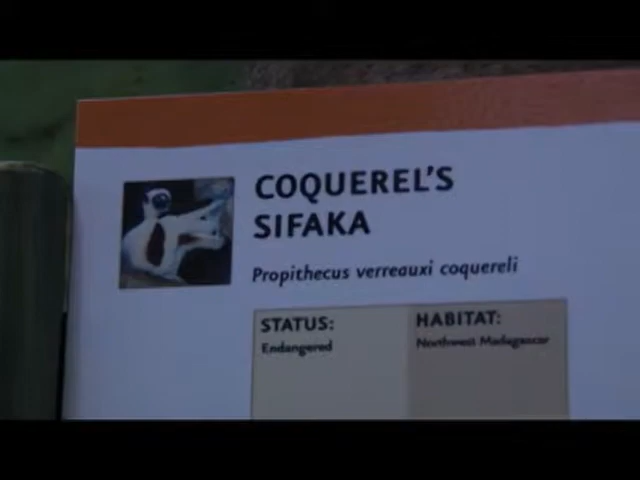 COQUEREL'S
SIFAKA
Propithecus verreauxi coquereli
STATUS:
Endangered
HABITAT:
Northwest Madagascar